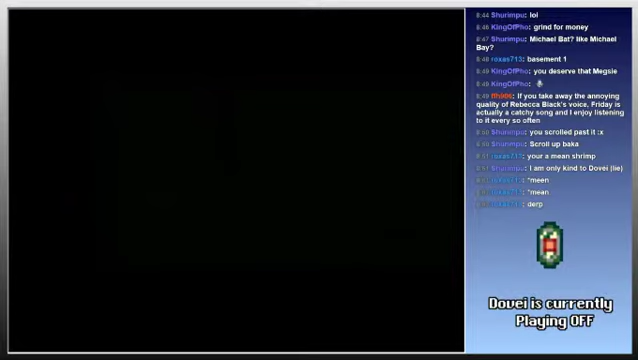 8:44 Shurimpu: lol
8:46 KingOfPho: grind for money
8:47 Shurimpu: Michael Bat? like Michael
Bay?
8:48 roxas713: basement 1
8:49 KingOfPho: you deserve that Megsie
8:49 KingOfPho:
8:49 If you take away the annoying
quality of Rebecca Black's voice, Friday is
actually a catchy song and I enjoy listening
to it every so often
8:50 Shurimpu: you scrolled past it :x
8:50 Shurimpu: Scroll up baka
8:51 roxas713: your a mean shrimp
8:51 Shurimpu: I am only kind to Dovei (lie)
roxas713: *meen
roxas713: *mean
roxas713: derp
Dovei is currently
Playing OFF